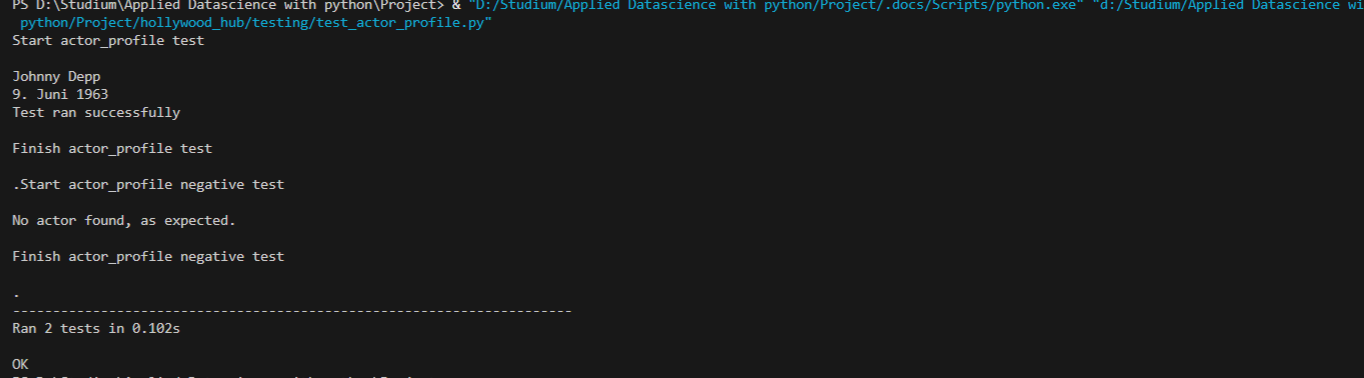 PS D:\Studium\Applied Datascience with python\Project> & "D:/Studium/Applied Datascience with python/Project/.docs/Scripts/python.exe" "d:/Studium/Applied Datascience wi
python/Project/hollywood_hub/testing/test_actor_profile.py"
Start actor_profile test
Johnny Depp
9. Juni 1963
Test ran successfully
Finish actor_profile test
.Start actor_profile negative test
No actor found, as expected.
Finish actor_profile negative test
.
----------------------------------------------------------------------
Ran 2 tests in 0.102s
OK